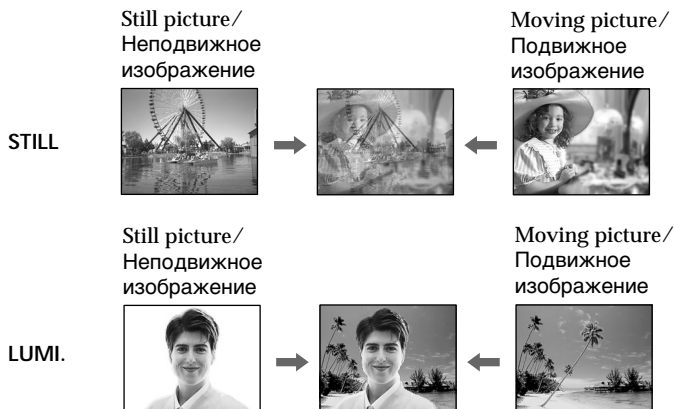 Still picture/
Неподвижное
изображение
Moving picture/
Подвижное
изображение
STILL
Still picture/
Неподвижное
изображение
Moving picture/
Подвижное
изображение
LUMI.